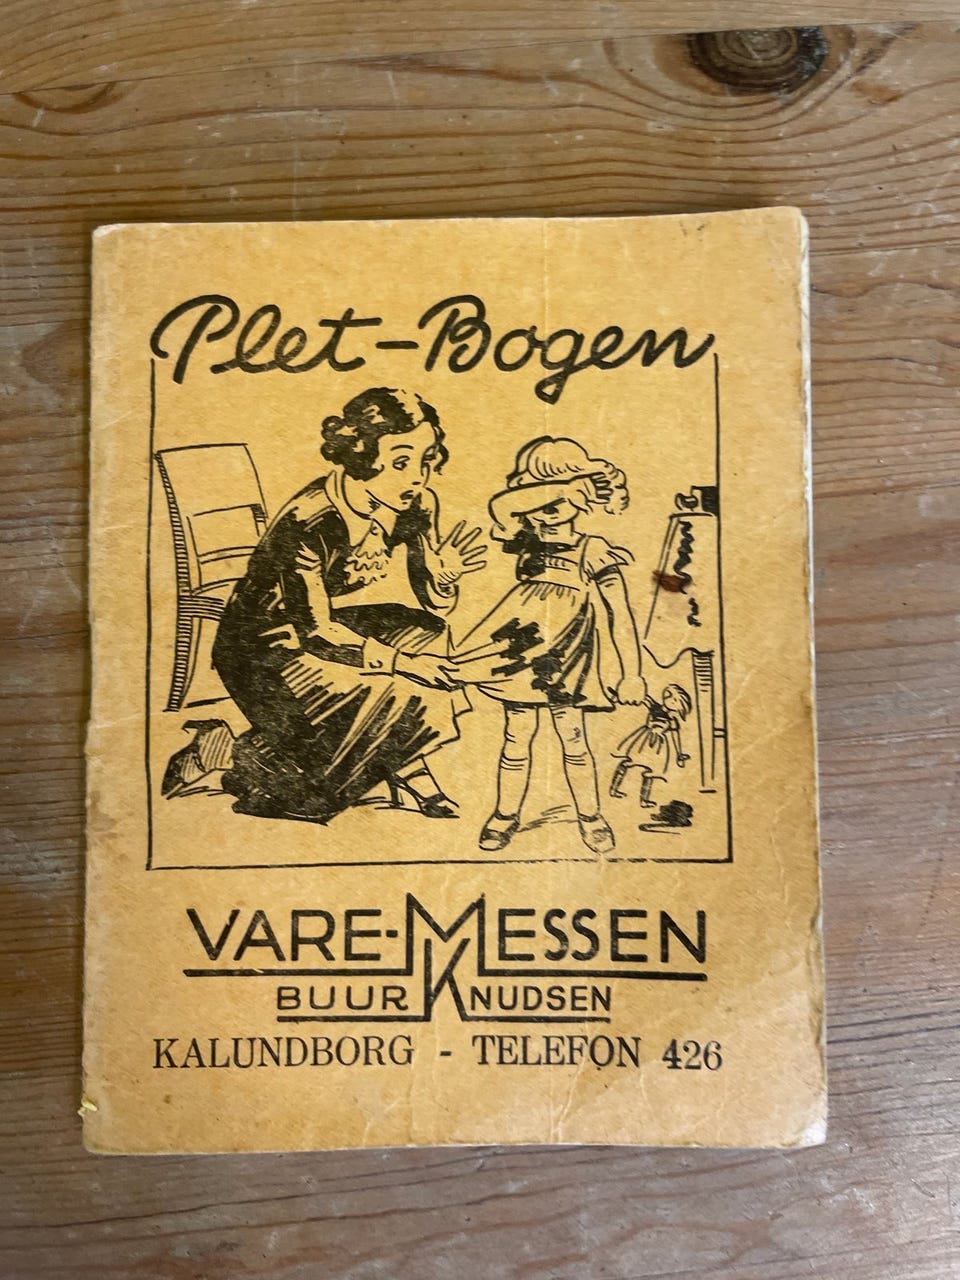 Plet-Bogen
VARE-MESSEN
BUUR KNUDSEN
KALUNDBORG - TELEFON 426